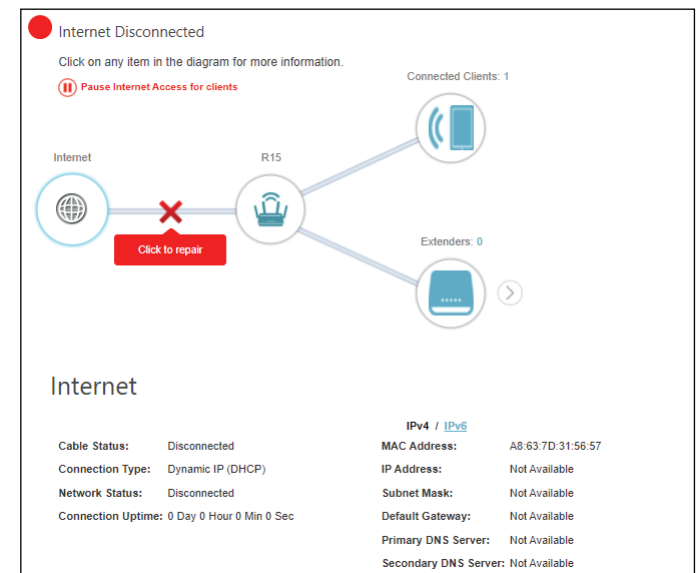 Internet Disconnected
Click on any item in the diagram for more information.
Pause Internet Access for clients
Connected Clients: 1
Internet
R15
Click to repair
Extenders: 0
Internet
IPv4 / IPv6
Cable Status: Disconnected
MAC Address: A8:63:7D:31:56:57
Connection Type: Dynamic IP (DHCP)
IP Address: Not Available
Network Status: Disconnected
Subnet Mask: Not Available
Connection Uptime: 0 Day 0 Hour 0 Min 0 Sec
Default Gateway: Not Available
Primary DNS Server: Not Available
Secondary DNS Server: Not Available